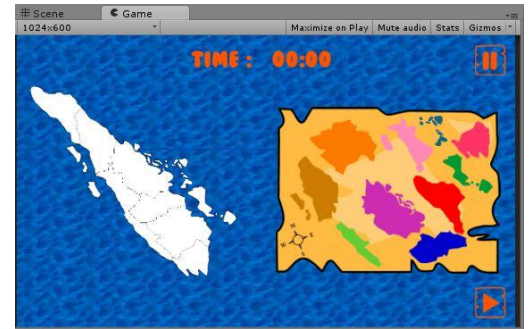 Scene Game
1024x600 Maximize on Play Mute audio Stats Gizmos
TIME : 00:00